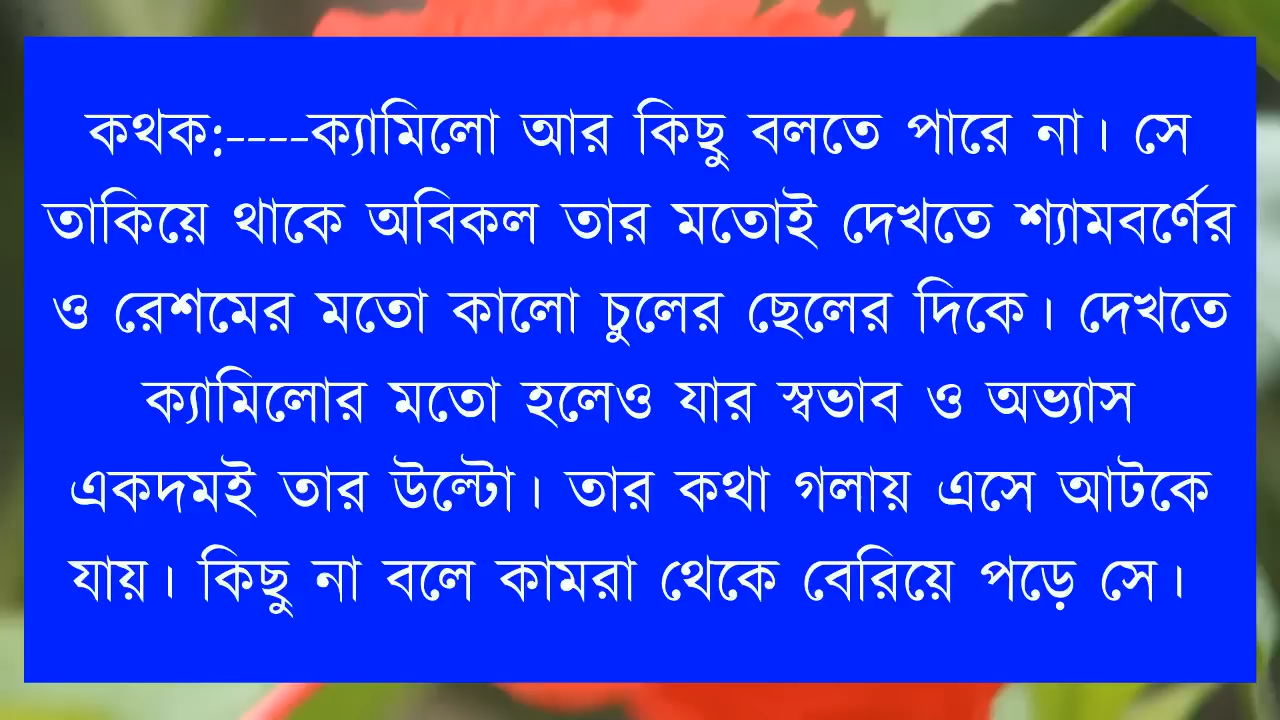 কথক:----ক্যামিলো আর কিছু বলতে পারে না। সে
তাকিয়ে থাকে অবিকল তার মতোই দেখতে শ্যামবর্ণের
ও রেশমের মতো কালো চুলের ছেলের দিকে। দেখতে
ক্যামিলোর মতো হলেও যার স্বভাব ও অভ্যাস
একদমই তার উল্টো। তার কথা গলায় এসে আটকে
যায়। কিছু না বলে কামরা থেকে বেরিয়ে পড়ে সে।